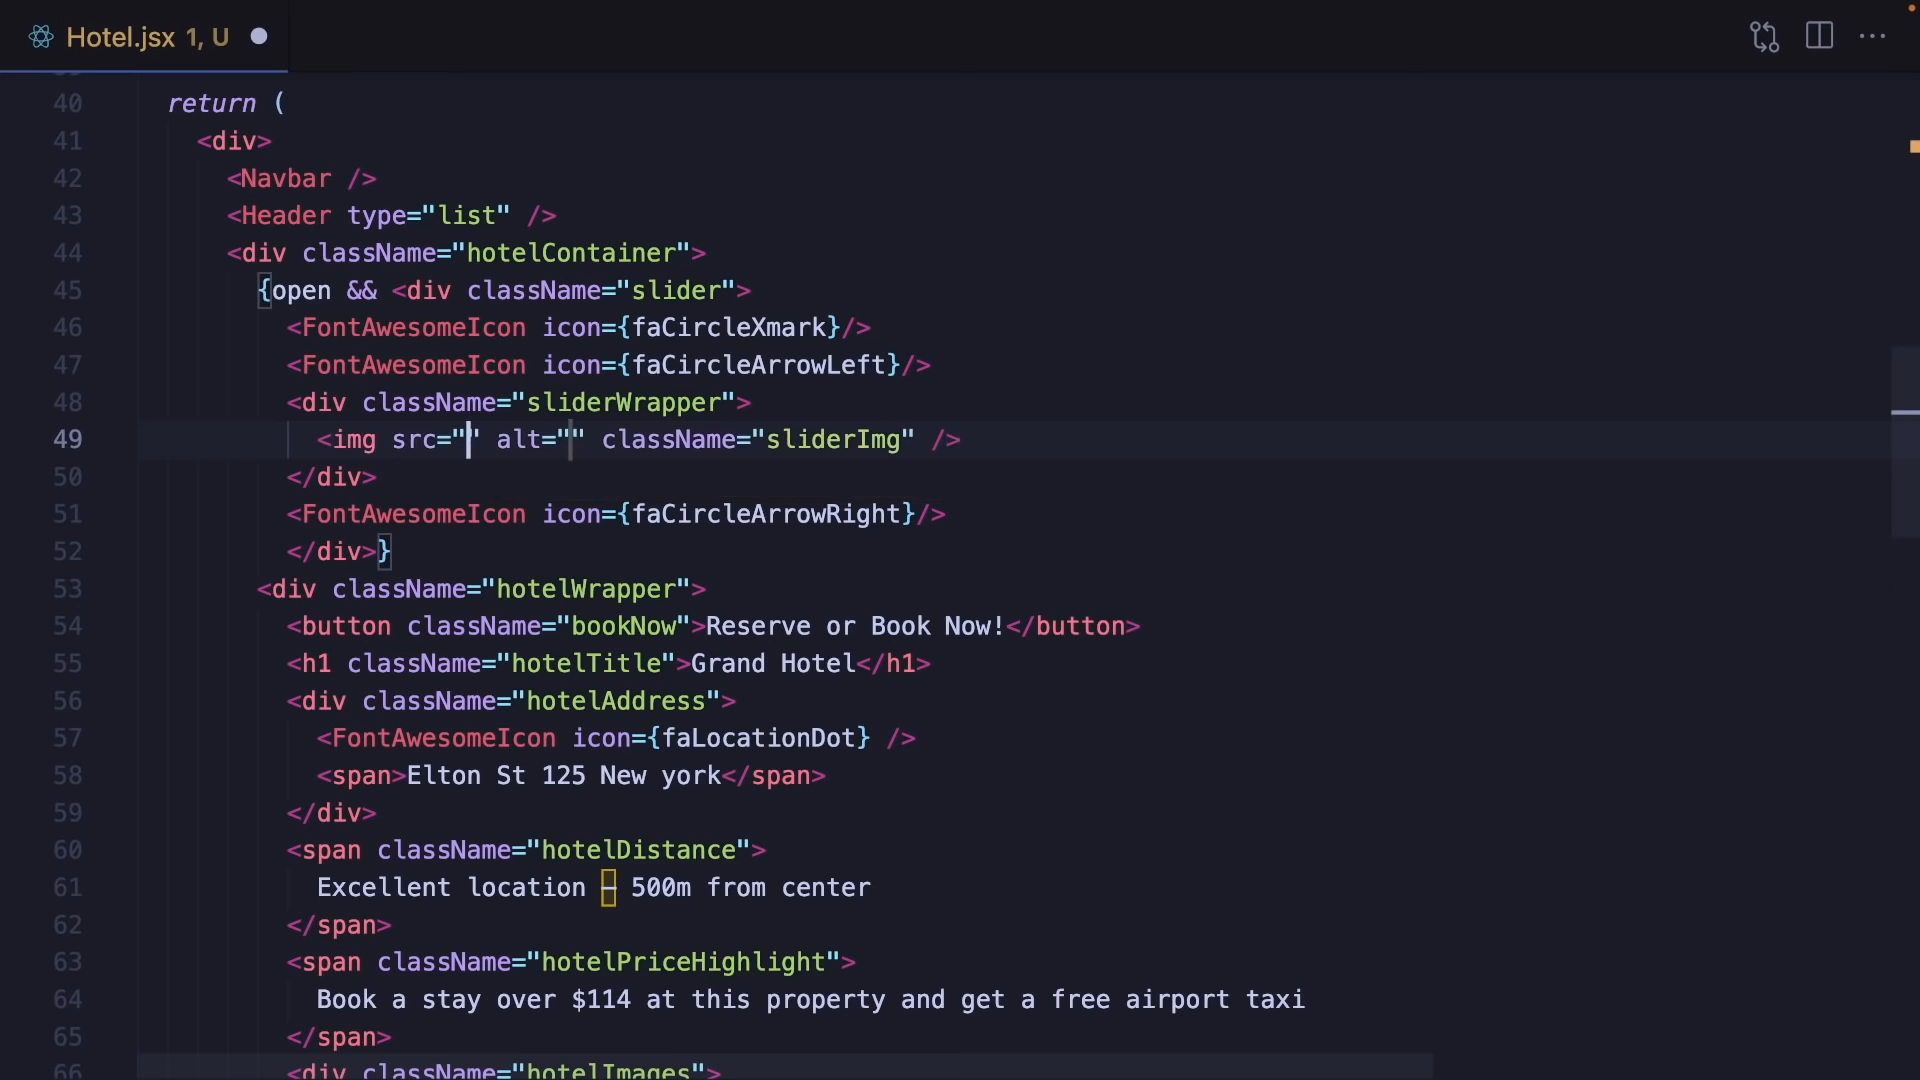 Hotel.jsx 1, U
40 return (
41 <div>
42 <Navbar />
43 <Header type="list" />
44 <div className="hotelContainer">
45 {open && <div className="slider">
46 <FontAwesomeIcon icon={faCircleXmark}/>
47 <FontAwesomeIcon icon={faCircleArrowLeft}/>
48 <div className="sliderWrapper">
49 <img src="" alt="" className="sliderImg" />
50 </div>
51 <FontAwesomeIcon icon={faCircleArrowRight}/>
52 </div>}
53 <div className="hotelWrapper">
54 <button className="bookNow">Reserve or Book Now!</button>
55 <h1 className="hotelTitle">Grand Hotel</h1>
56 <div className="hotelAddress">
57 <FontAwesomeIcon icon={faLocationDot} />
58 <span>Elton St 125 New york</span>
59 </div>
60 <span className="hotelDistance">
61 Excellent location – 500m from center
62 </span>
63 <span className="hotelPriceHighlight">
64 Book a stay over $114 at this property and get a free airport taxi
65 </span>
66 <div className="hotelImages">